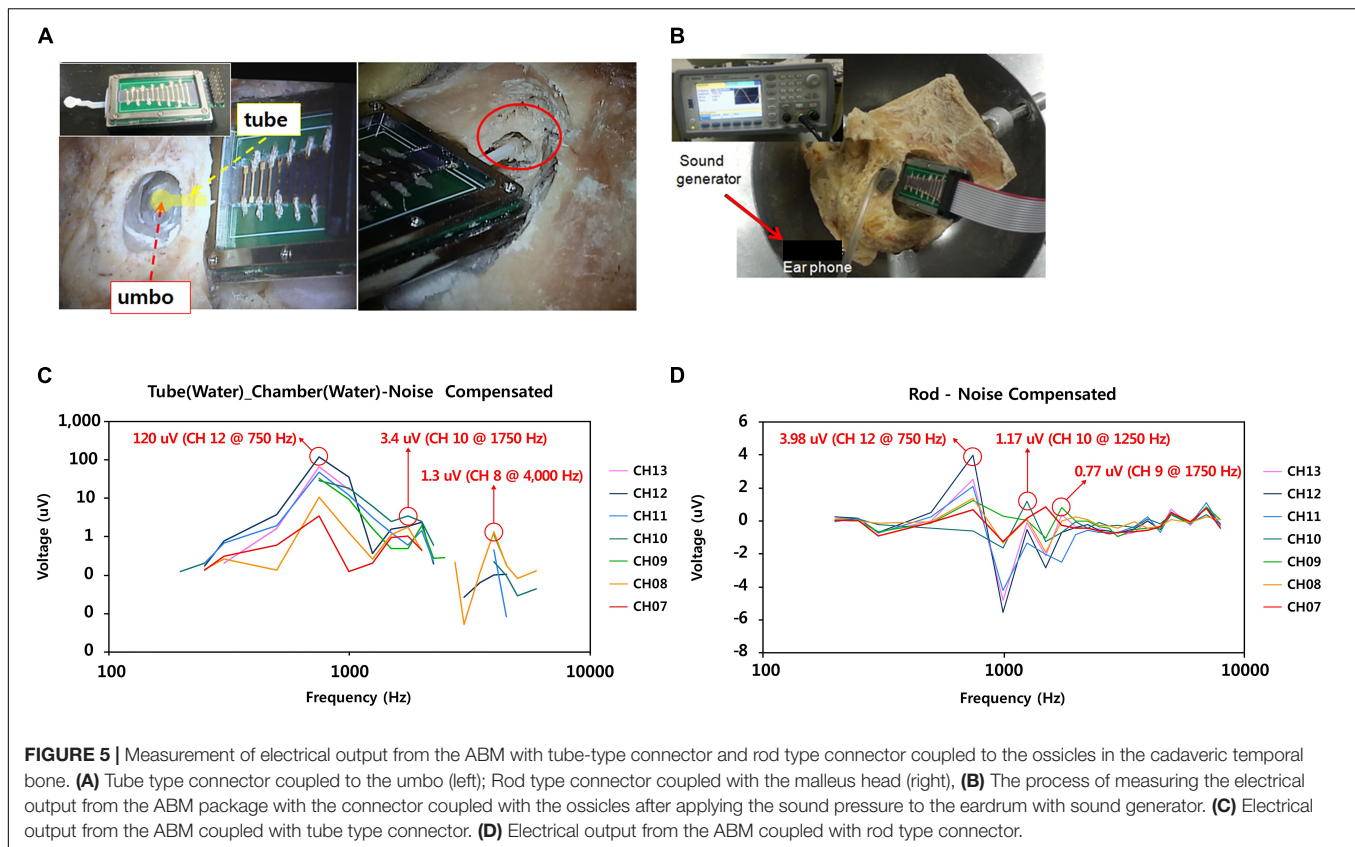 A
B
tube
umbo
Sound
generator
Ear phone
C
Tube(Water)_Chamber(Water)-Noise Compensated
1,000
100
10
1
0
0
0
Voltage (uV)
120 uV (CH 12 @ 750 Hz)
3.4 uV (CH 10 @ 1750 Hz)
1.3 uV (CH 8 @ 4,000 Hz)
CH13
CH12
CH11
CH10
CH09
CH08
CH07
100
1000
10000
Frequency (Hz)
D
Rod - Noise Compensated
6
4
2
0
-2
-4
-6
-8
Voltage (uV)
3.98 uV (CH 12 @ 750 Hz)
1.17 uV (CH 10 @ 1250 Hz)
0.77 uV (CH 9 @ 1750 Hz)
CH13
CH12
CH11
CH10
CH09
CH08
CH07
100
1000
10000
Frequency (Hz)
FIGURE 5 | Measurement of electrical output from the ABM with tube-type connector and rod type connector coupled to the ossicles in the cadaveric temporal
bone. (A) Tube type connector coupled to the umbo (left); Rod type connector coupled with the malleus head (right), (B) The process of measuring the electrical
output from the ABM package with the connector coupled with the ossicles after applying the sound pressure to the eardrum with sound generator. (C) Electrical
output from the ABM coupled with tube type connector. (D) Electrical output from the ABM coupled with rod type connector.